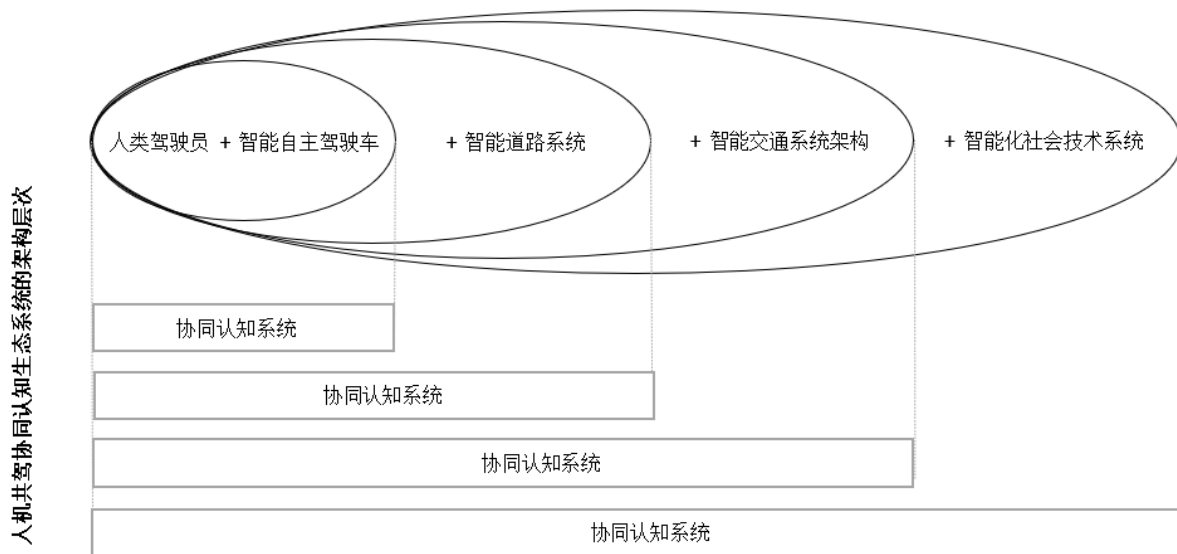 人类驾驶员 + 智能自主驾驶车
+ 智能道路系统
+ 智能交通系统架构
+ 智能化社会技术系统
人机共驾协同认知生态系统的架构层次
协同认知系统
协同认知系统
协同认知系统
协同认知系统